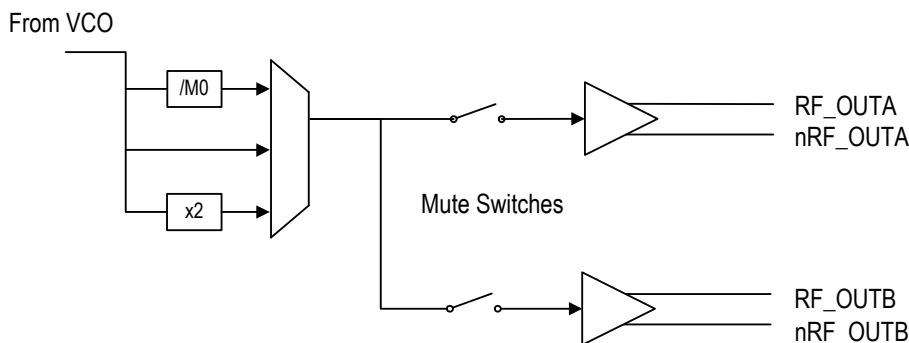 From VCO
/M0
x2
Mute Switches
RF_OUTA
nRF_OUTA
RF_OUTB
nRF_OUTB